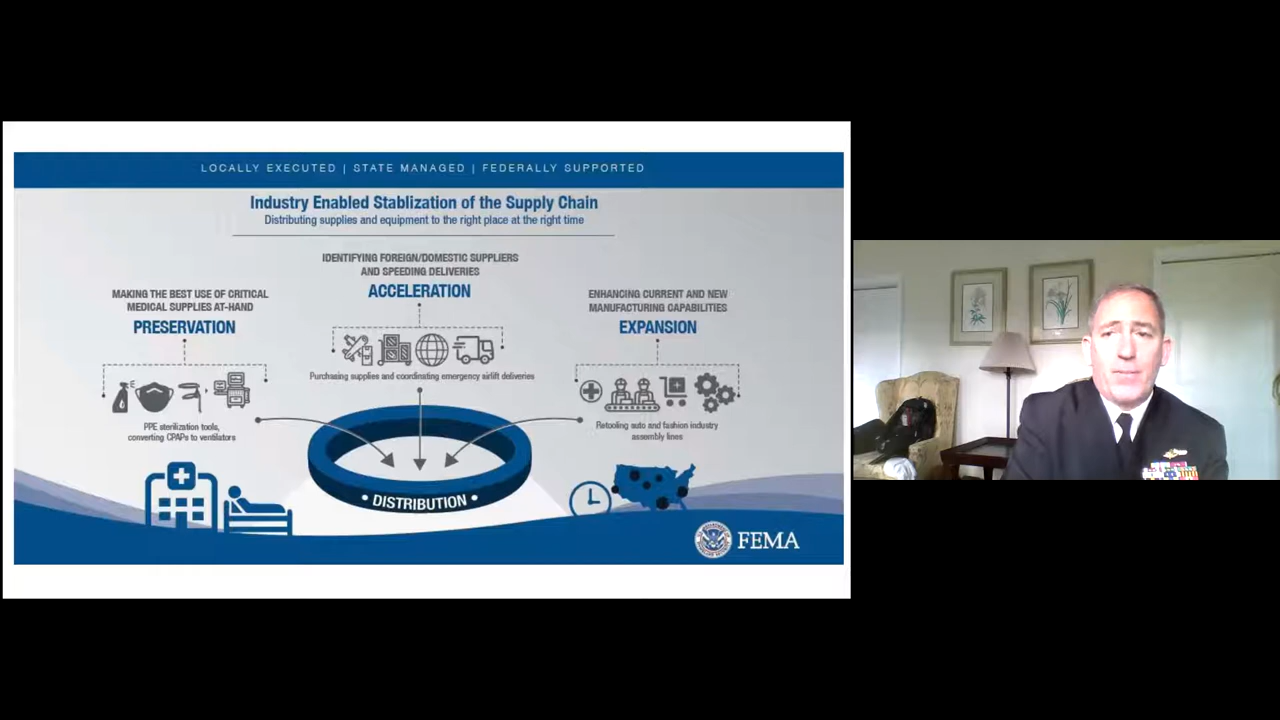 LOCALLY EXECUTED | STATE MANAGED | FEDERALLY SUPPORTED
Industry Enabled Stablization of the Supply Chain
Distributing supplies and equipment to the right place at the right time
IDENTIFYING FOREIGN/DOMESTIC SUPPLIERS
AND SPEEDING DELIVERIES
ACCELERATION
Purchasing supplies and coordinating emergency airlift deliveries
MAKING THE BEST USE OF CRITICAL
MEDICAL SUPPLIES AT-HAND
PRESERVATION
PPE sterilization tools,
converting CPAPs to ventilators
ENHANCING CURRENT AND NEW
MANUFACTURING CAPABILITIES
EXPANSION
Retooling auto and fashion industry
assembly lines
• DISTRIBUTION •
FEMA